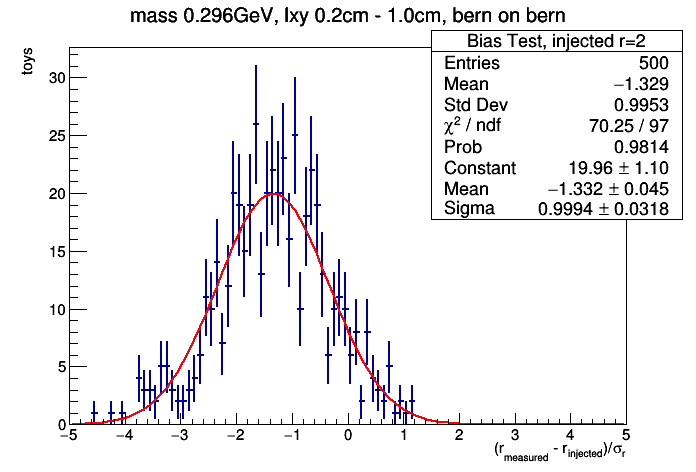 mass 0.296GeV, lxy 0.2cm - 1.0cm, bern on bern
Bias Test, injected r=2
Entries 500
Mean −1.329
Std Dev 0.9953
χ² / ndf 70.25 / 97
Prob 0.9814
Constant 19.96 ± 1.10
Mean −1.332 ± 0.045
Sigma 0.9994 ± 0.0318
toys
30
25
20
15
10
5
0
−5 −4 −3 −2 −1 0 1 2 3 4 5
(r_measured - r_injected)/σ_r